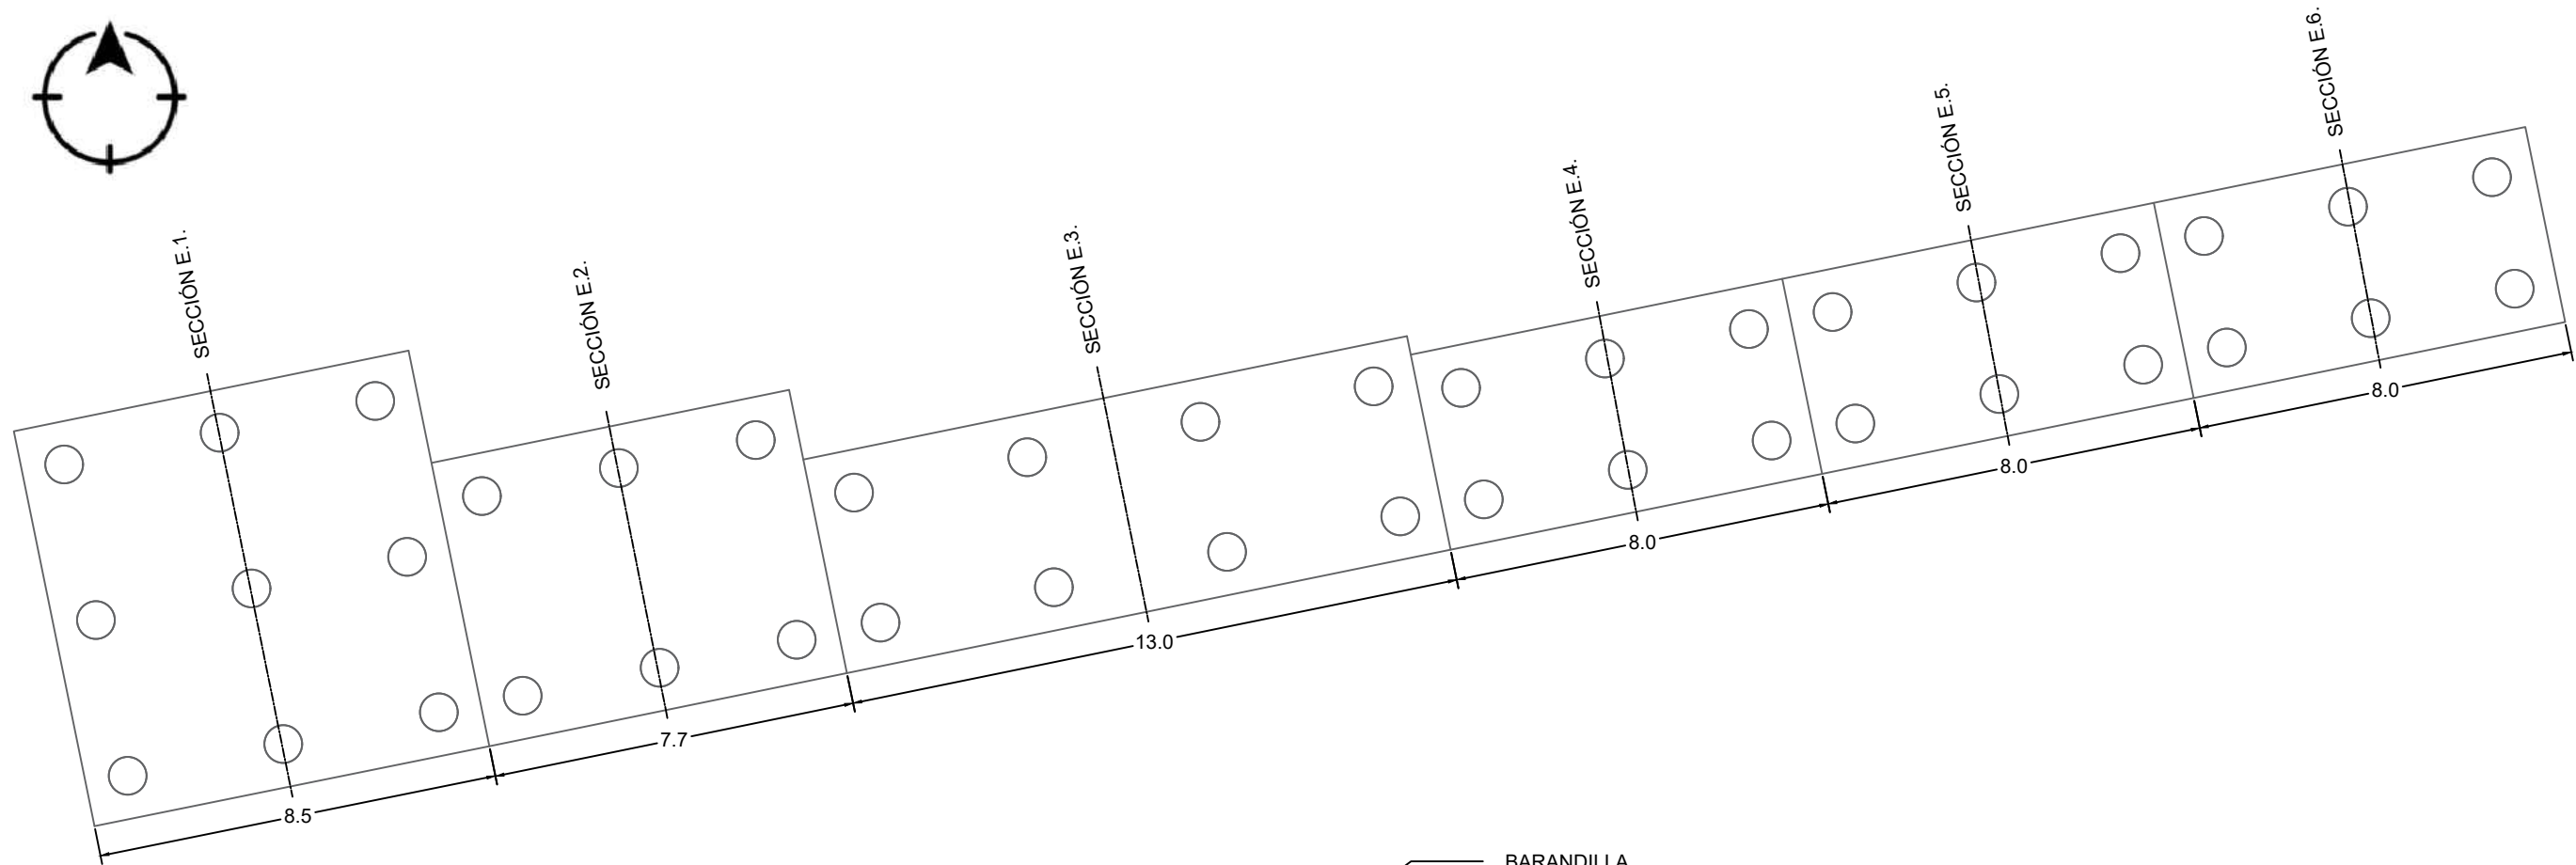 SECCIÓN E.1.
SECCIÓN E.2.
SECCIÓN E.3.
SECCIÓN E.4.
SECCIÓN E.5.
SECCIÓN E.6.
8.5
7.7
13.0
8.0
8.0
8.0
BARANDILLA